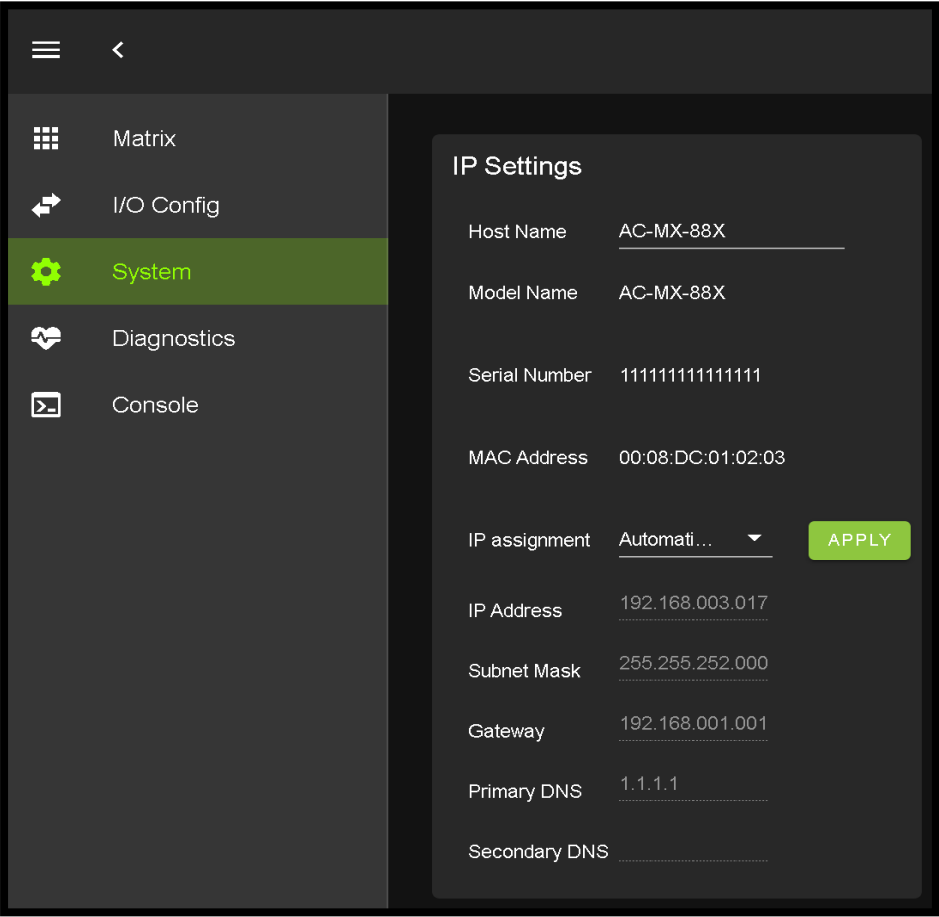 Matrix
I/O Config
System
Diagnostics
Console
IP Settings
Host Name AC-MX-88X
Model Name AC-MX-88X
Serial Number 111111111111111
MAC Address 00:08:DC:01:02:03
IP assignment Automati... APPLY
IP Address 192.168.003.017
Subnet Mask 255.255.252.000
Gateway 192.168.001.001
Primary DNS 1.1.1.1
Secondary DNS